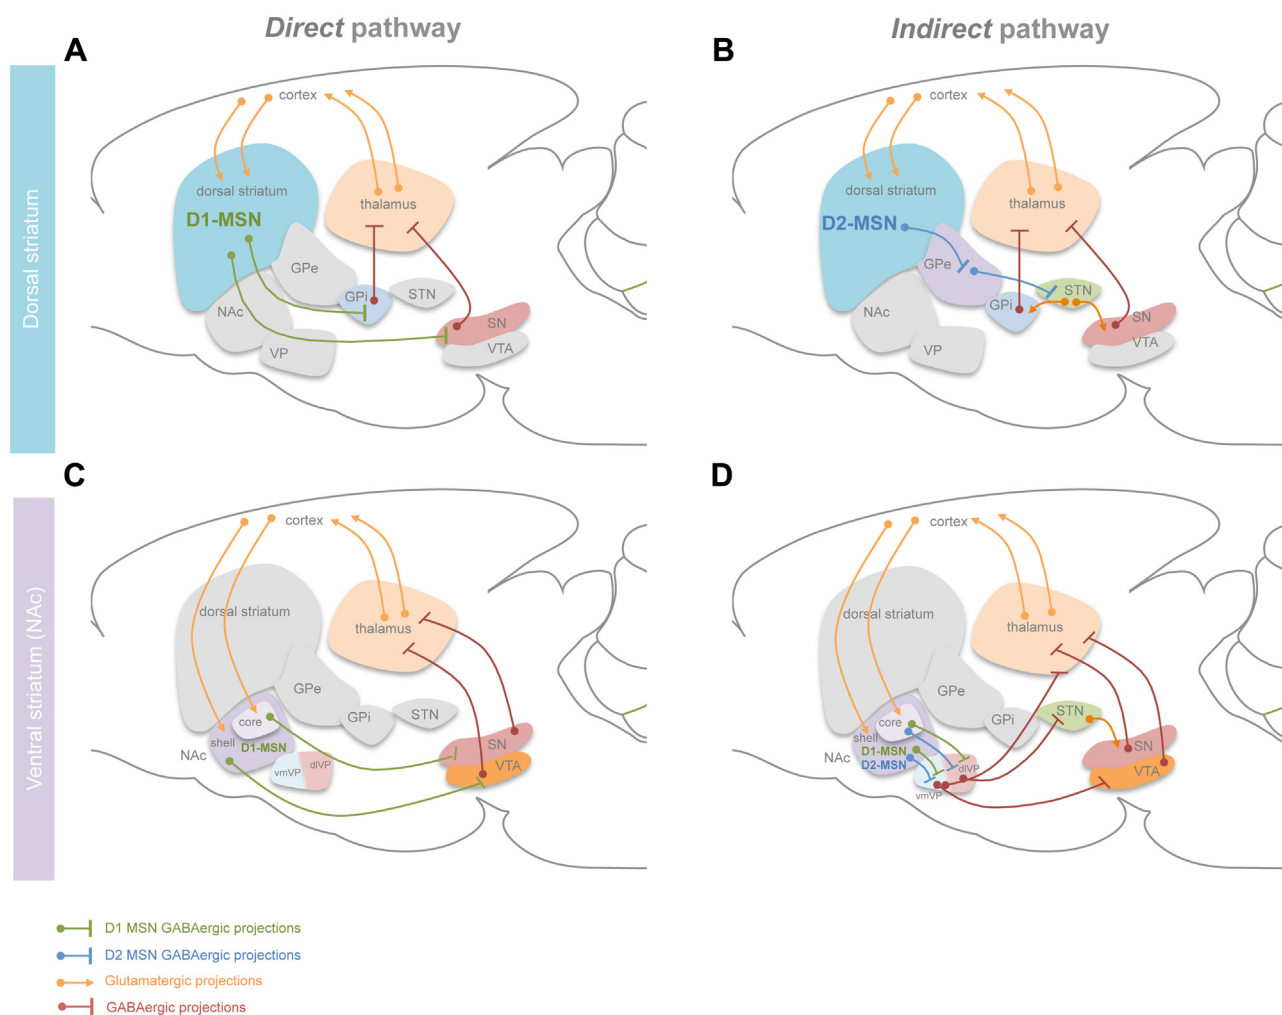 Direct pathway
Indirect pathway
A
B
Dorsal striatum
cortex
dorsal striatum
D1-MSN
thalamus
GPe
GPi
STN
NAc
VP
SN
VTA
cortex
dorsal striatum
D2-MSN
thalamus
GPe
GPi
STN
NAc
VP
SN
VTA
C
D
Ventral striatum (NAc)
cortex
dorsal striatum
thalamus
GPe
GPi
STN
core
shell
D1-MSN
NAc
vmVP
dlVP
SN
VTA
cortex
dorsal striatum
thalamus
GPe
GPi
STN
core
shell
D1-MSN
D2-MSN
NAc
vmVP
dlVP
SN
VTA
D1 MSN GABAergic projections
D2 MSN GABAergic projections
Glutamatergic projections
GABAergic projections